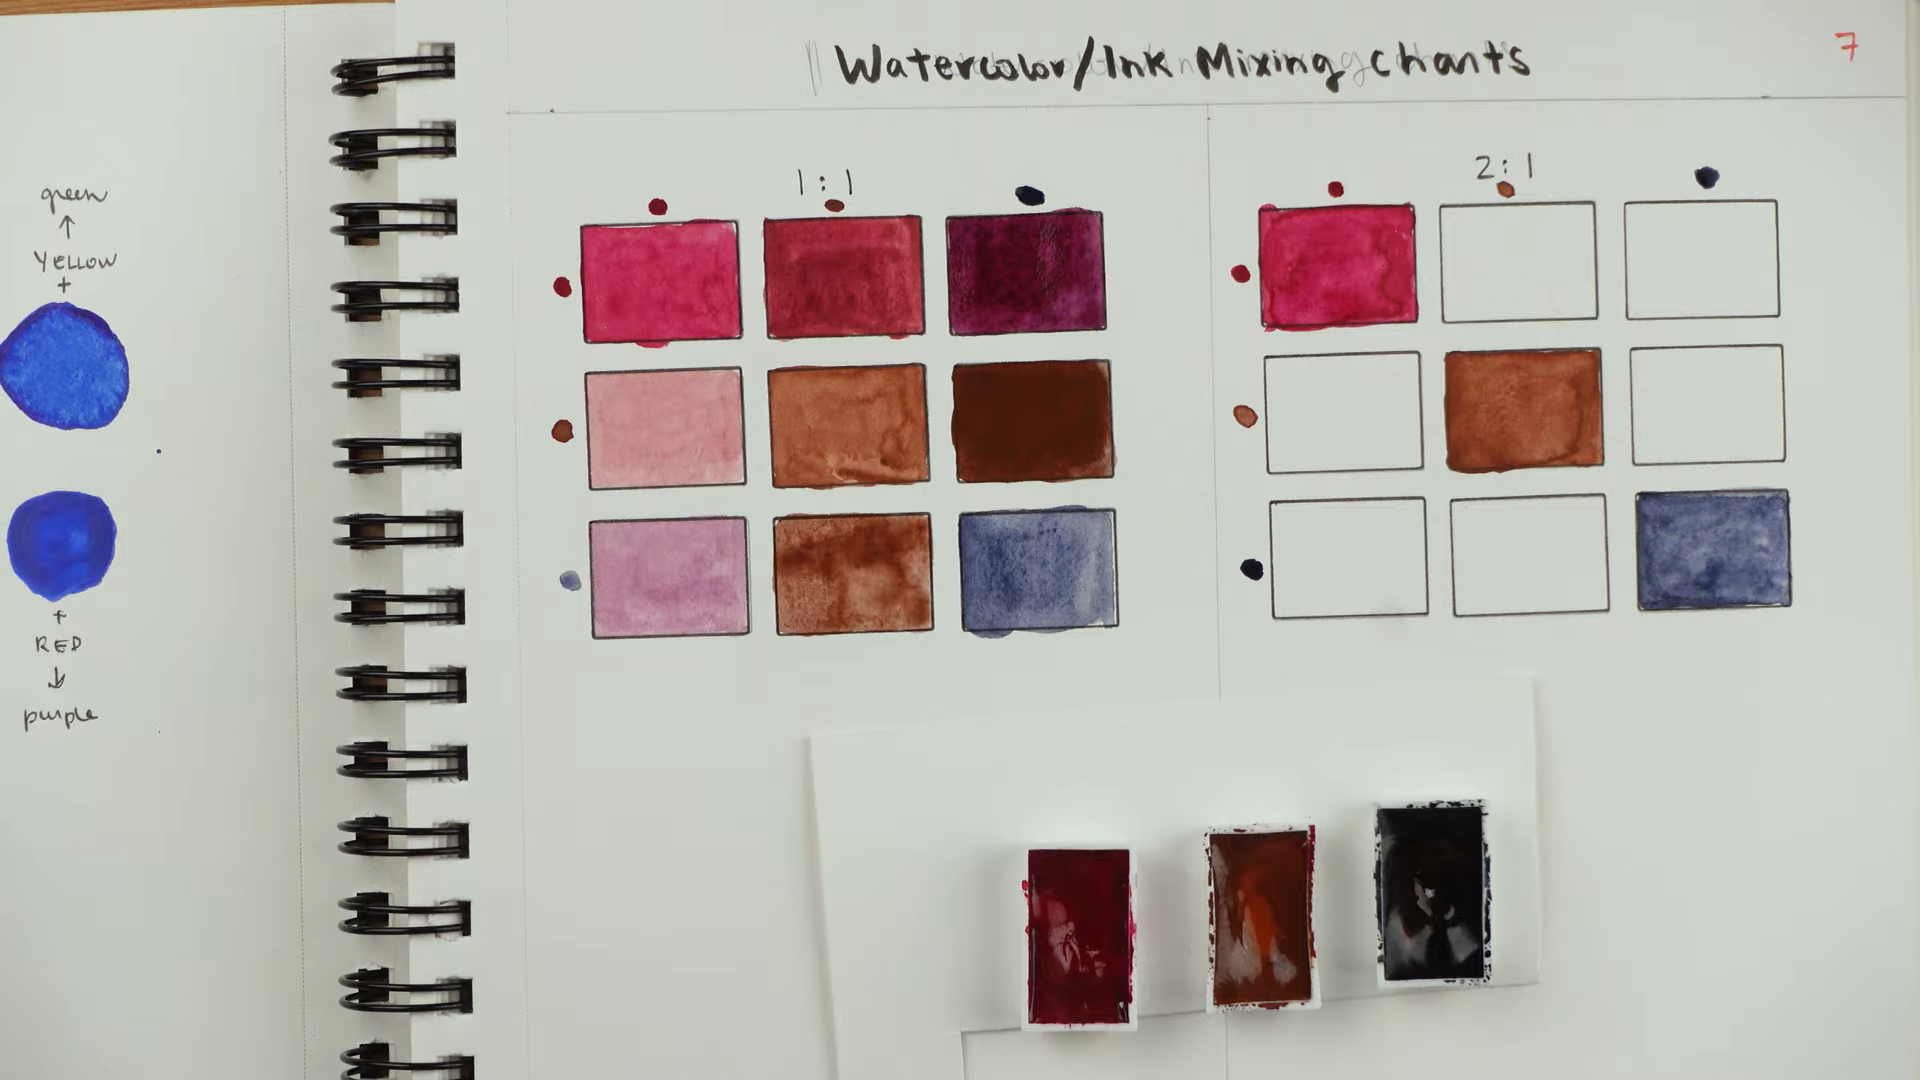 Watercolor/Ink Mixing charts
7
1:1
2:1
green
↑
YELLOW
+
+
RED
↓
purple